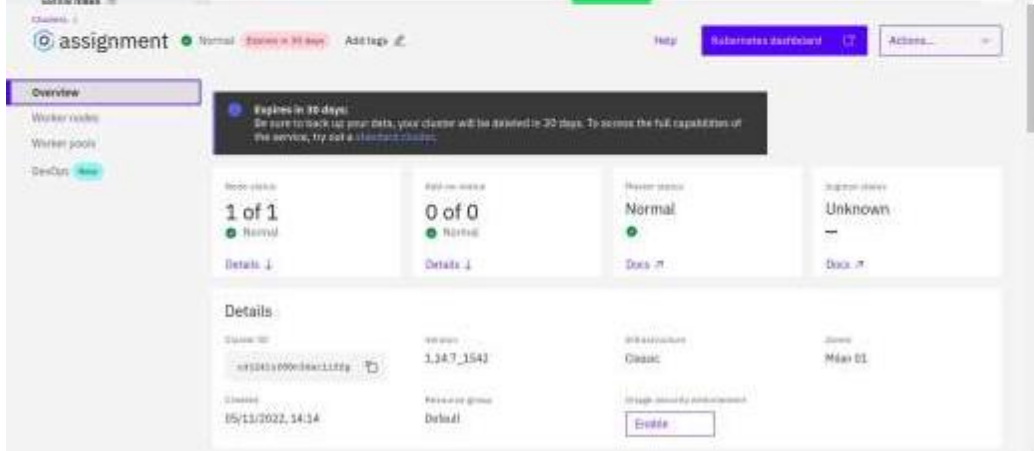 Clusters /
assignment Normal Expires in 30 days Add tags Help Kubernetes dashboard Actions...
Overview
Worker nodes
Worker pools
DevOps New
Expires in 30 days:
Be sure to back up your data, your cluster will be deleted in 30 days. To access the full capabilities of
the service, try out a standard cluster.
Node status Add-on status Master status Ingress status
1 of 1 0 of 0 Normal Unknown
Normal Normal —
Details ↓ Details ↓ Docs ↗ Docs ↗
Details
Cluster ID Version Infrastructure Zones
1.24.7_1542 Classic Milan 01
Created Resource group Image security enforcement
05/11/2022, 14:14 Default Enable